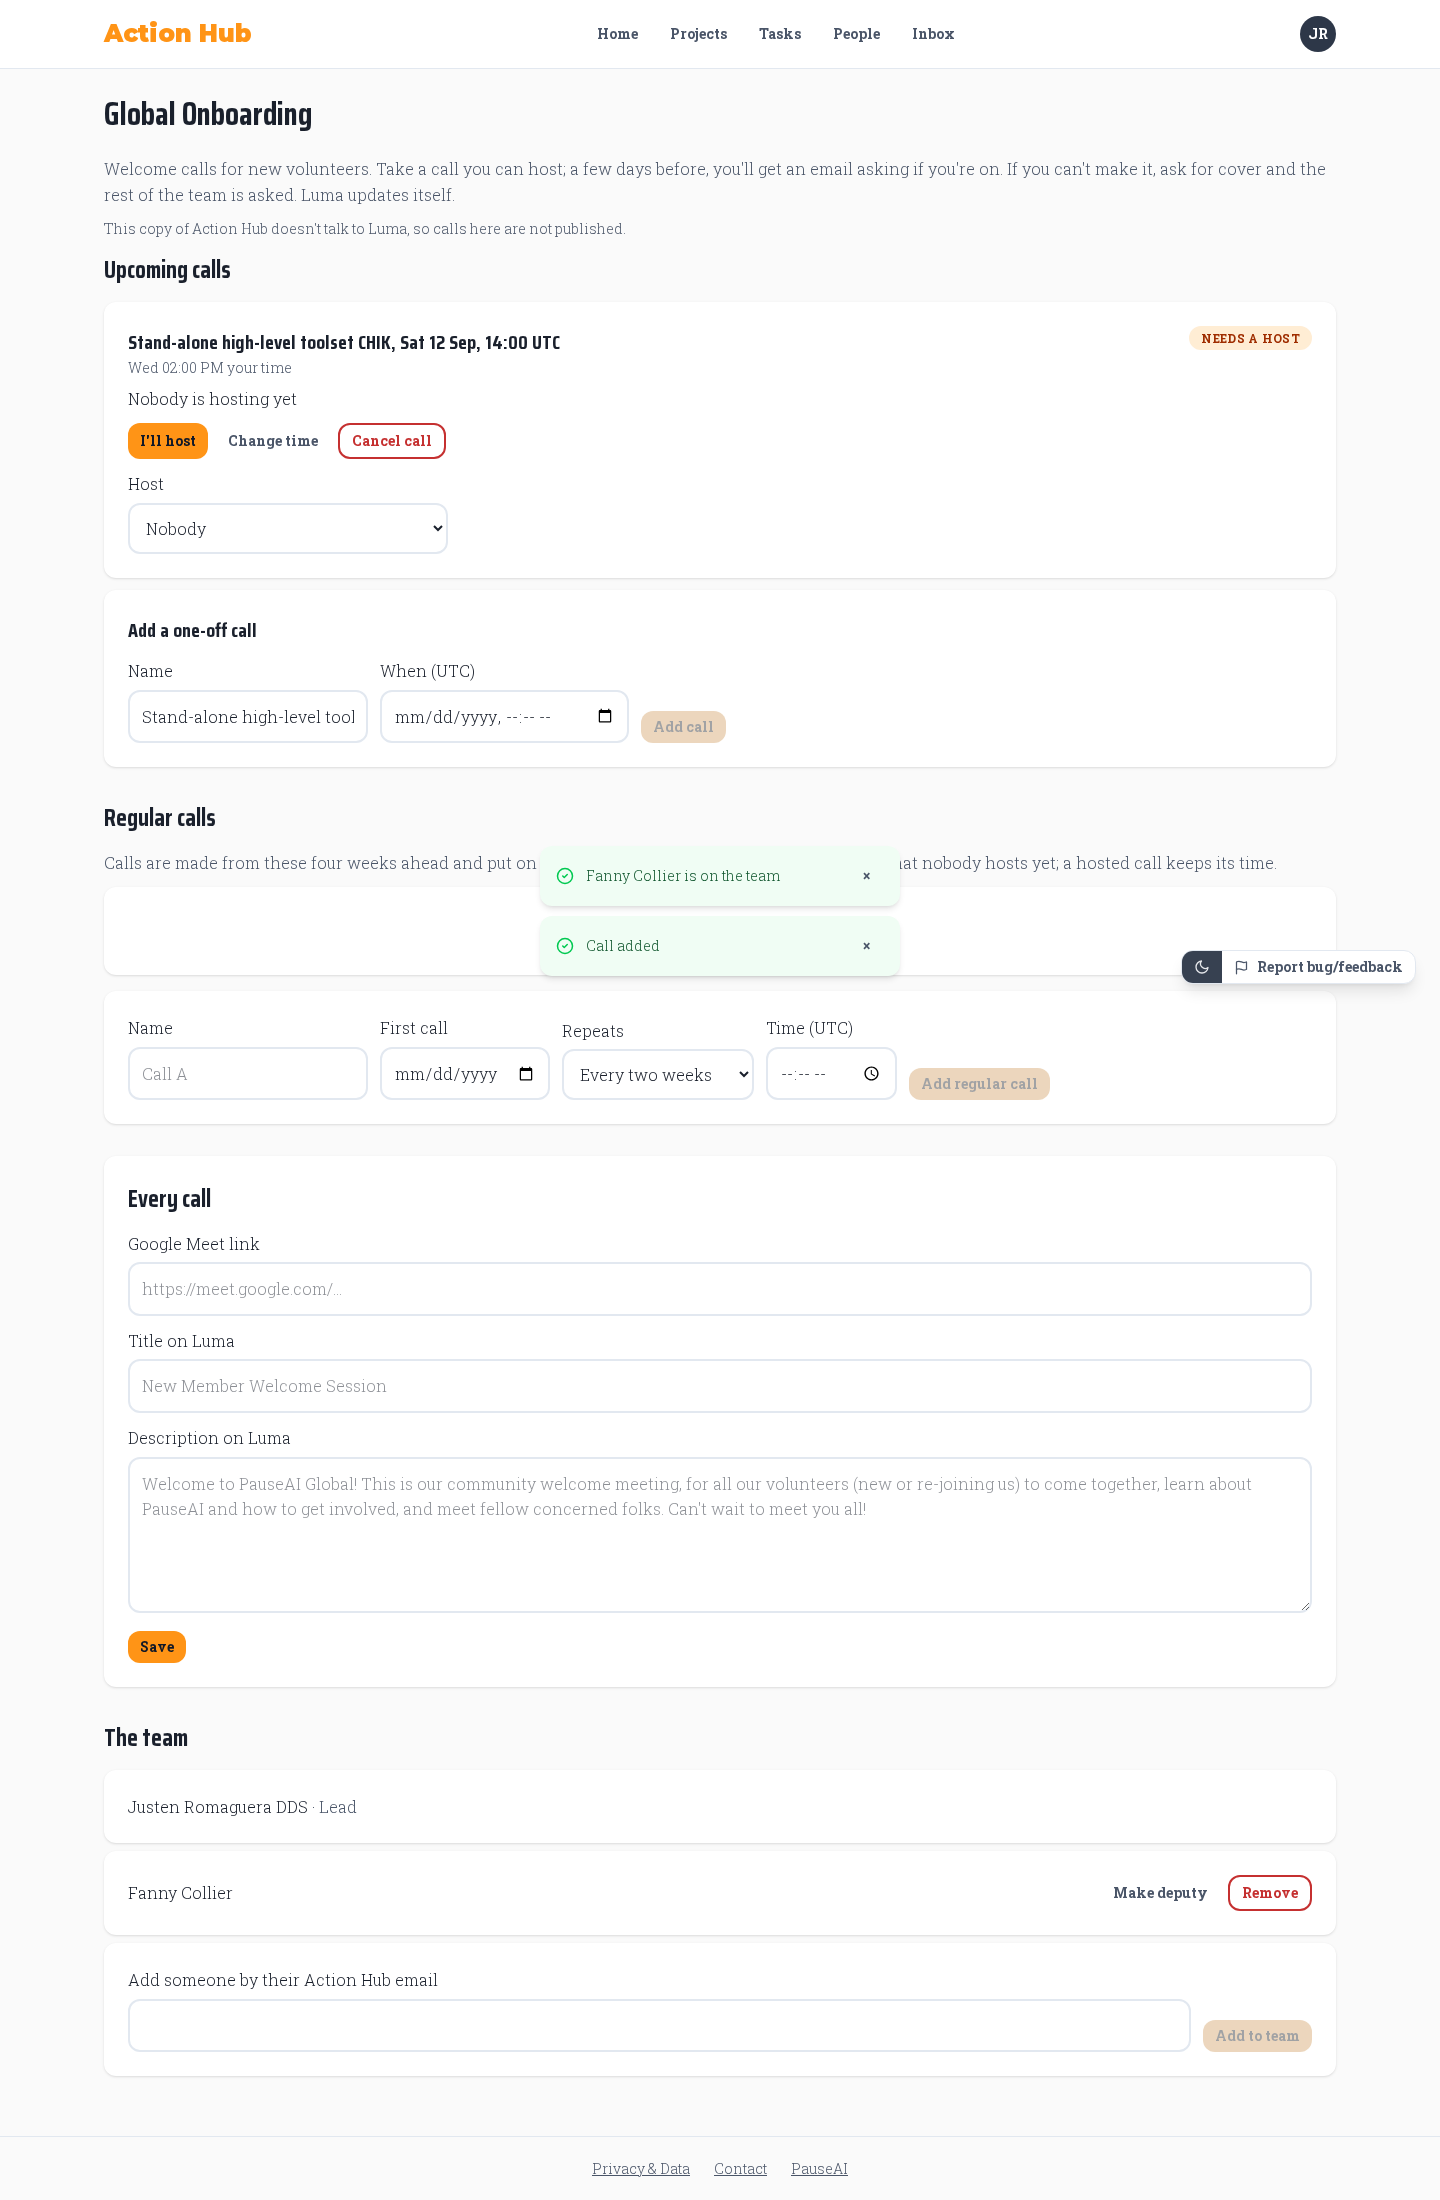 Action Hub
Home
Projects
Tasks
People
Inbox
JR
Global Onboarding
Welcome calls for new volunteers. Take a call you can host; a few days before, you'll get an email asking if you're on. If you can't make it, ask for cover and the
rest of the team is asked. Luma updates itself.
This copy of Action Hub doesn't talk to Luma, so calls here are not published.
Upcoming calls
Stand-alone high-level toolset CHIK, Sat 12 Sep, 14:00 UTC
NEEDS A HOST
Wed 02:00 PM your time
Nobody is hosting yet
I'll host
Change time
Cancel call
Host
Nobody
Add a one-off call
Name
When (UTC)
Stand-alone high-level tool
mm/dd/yyyy, --:-- --
Add call
Regular calls
Calls are made from these four weeks ahead and put on
nobody hosts yet; a hosted call keeps its time.
Fanny Collier is on the team
×
Call added
×
Report bug/feedback
Name
First call
Repeats
Time (UTC)
Call A
mm/dd/yyyy
Every two weeks
--:-- --
Add regular call
Every call
Google Meet link
https://meet.google.com/...
Title on Luma
New Member Welcome Session
Description on Luma
Welcome to PauseAI Global! This is our community welcome meeting, for all our volunteers (new or re-joining us) to come together, learn about
PauseAI and how to get involved, and meet fellow concerned folks. Can't wait to meet you all!
Save
The team
Justen Romaguera DDS · Lead
Fanny Collier
Make deputy
Remove
Add someone by their Action Hub email
Add to team
Privacy & Data
Contact
PauseAI